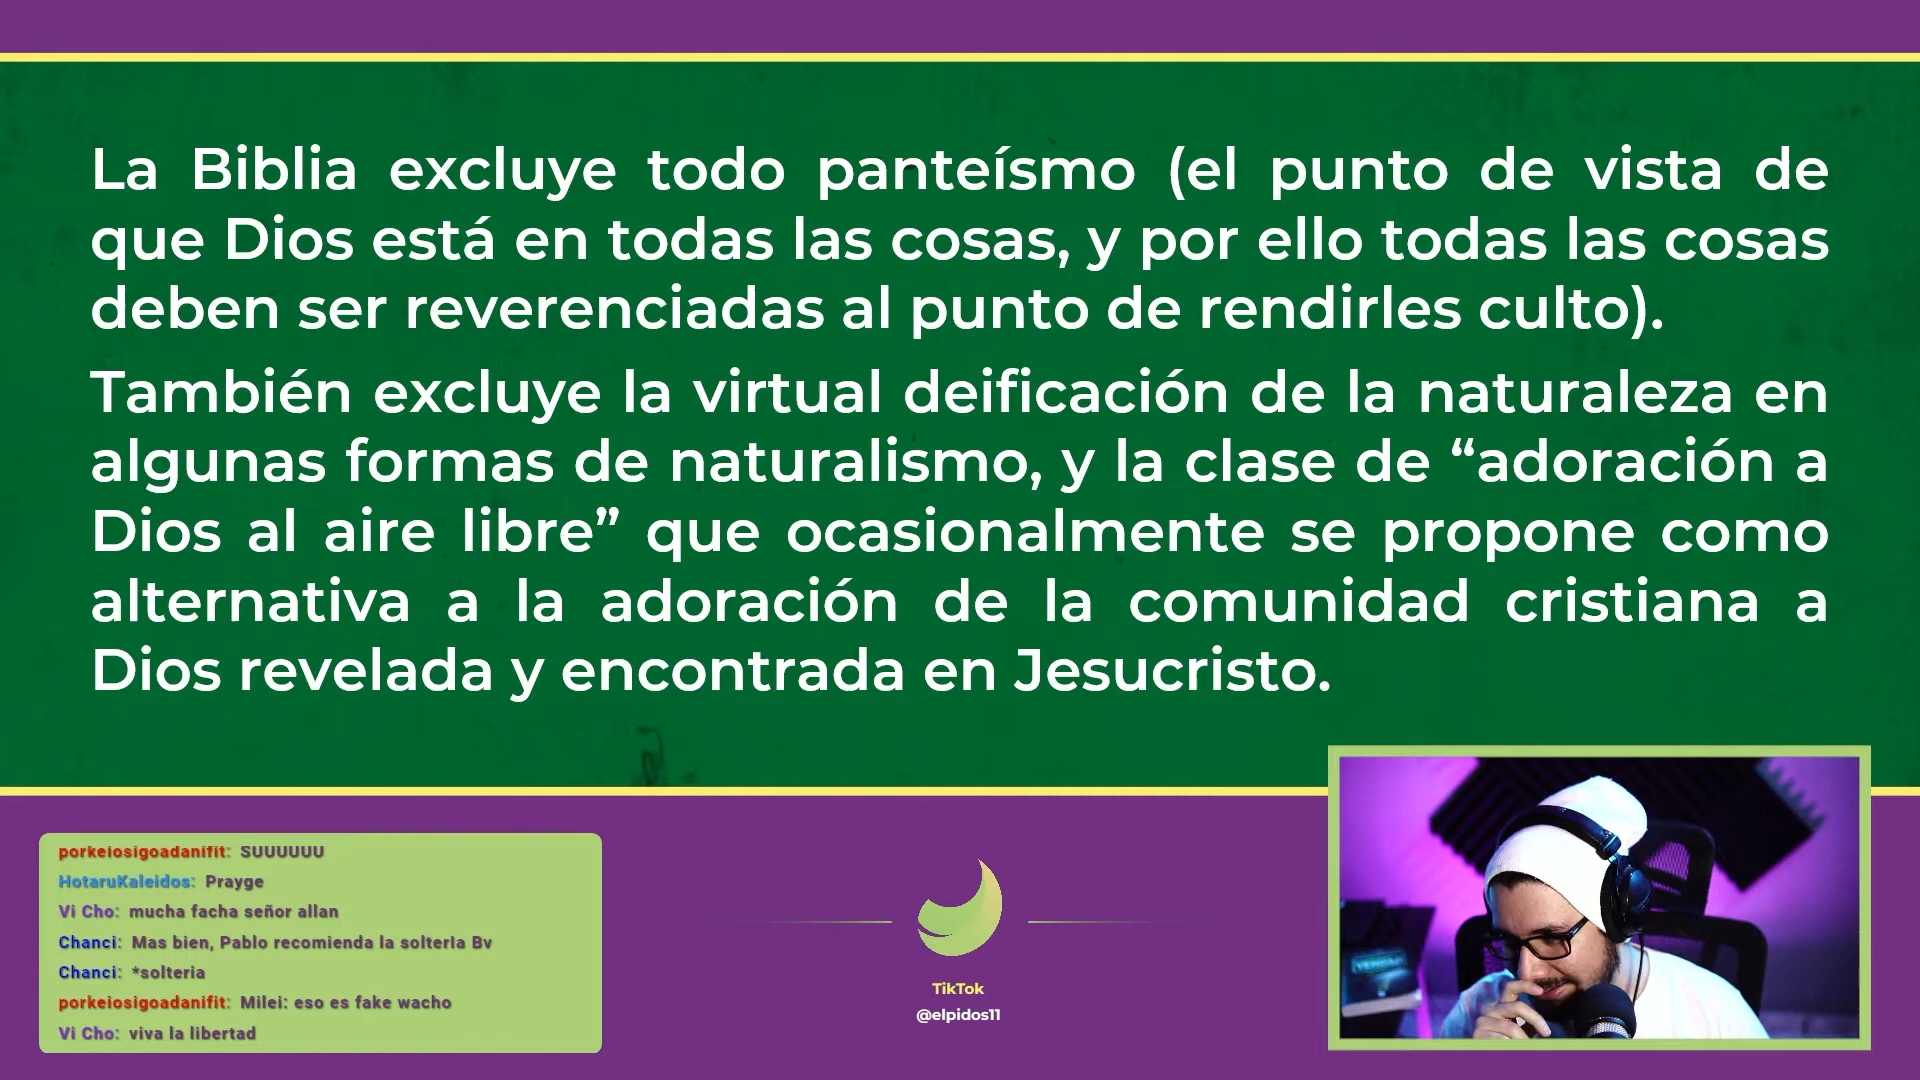 La Biblia excluye todo panteísmo (el punto de vista de
que Dios está en todas las cosas, y por ello todas las cosas
deben ser reverenciadas al punto de rendirles culto).
También excluye la virtual deificación de la naturaleza en
algunas formas de naturalismo, y la clase de “adoración a
Dios al aire libre” que ocasionalmente se propone como
alternativa a la adoración de la comunidad cristiana a
Dios revelada y encontrada en Jesucristo.
porkeiosigoadanifit: SUUUUUU
HotaruKaleidos: Prayge
Vi Cho: mucha facha señor allan
Chanci: Mas bien, Pablo recomienda la solterIa Bv
Chanci: *solteria
porkeiosigoadanifit: Milei: eso es fake wacho
Vi Cho: viva la libertad
TikTok
@elpidos11